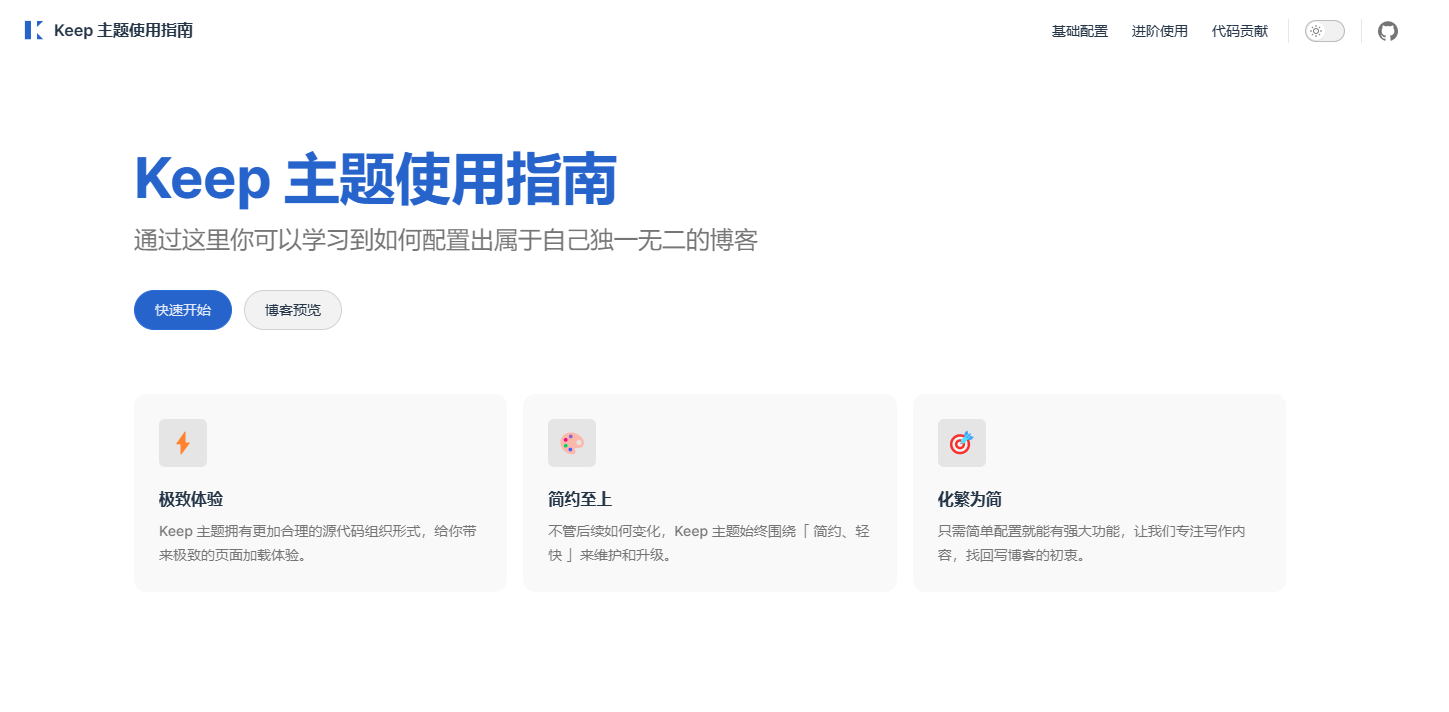 Keep 主题使用指南
基础配置
进阶使用
代码贡献
Keep 主题使用指南
通过这里你可以学习到如何配置出属于自己独一无二的博客
快速开始
博客预览
极致体验
Keep 主题拥有更加合理的源代码组织形式，给你带
来极致的页面加载体验。
简约至上
不管后续如何变化，Keep 主题始终围绕「 简约、轻
快 」来维护和升级。
化繁为简
只需简单配置就能有强大功能，让我们专注写作内
容，找回写博客的初衷。